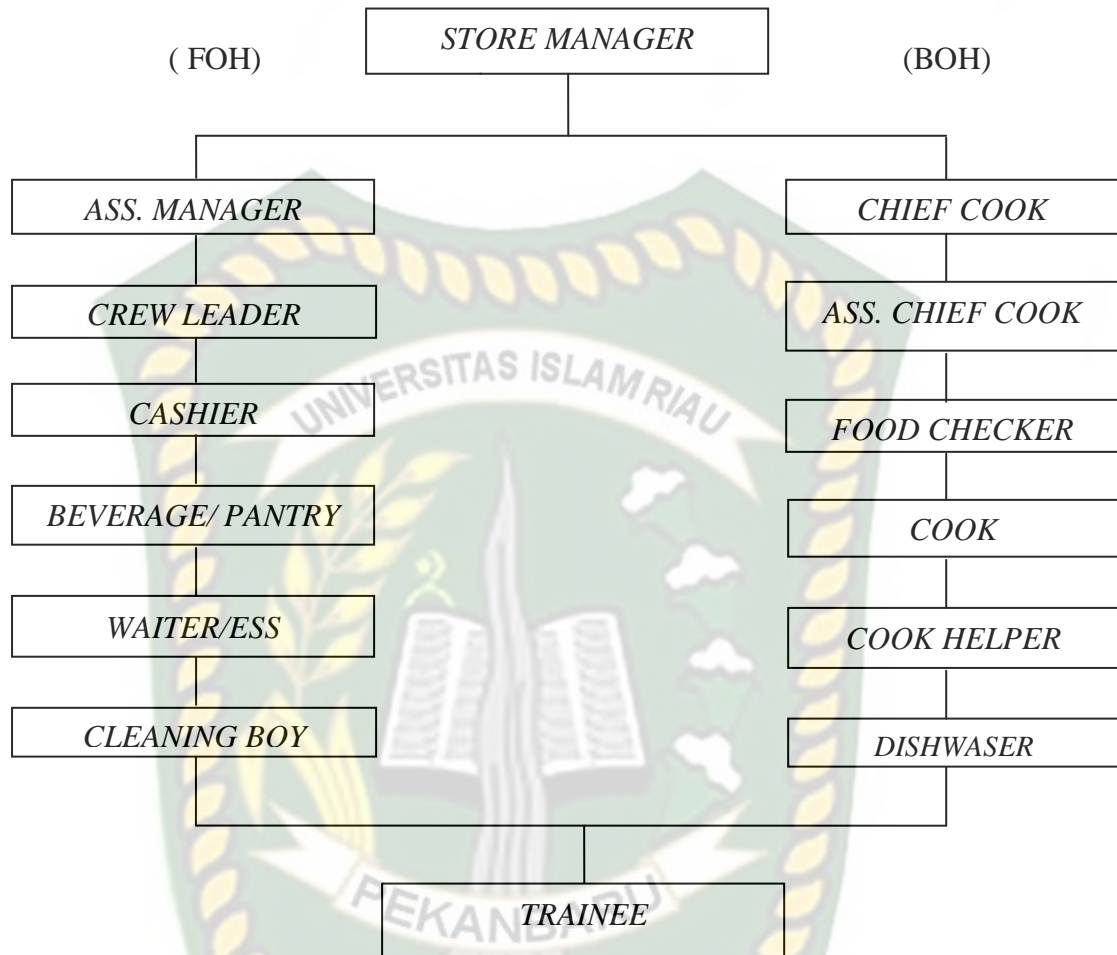 STORE MANAGER
( FOH)
(BOH)
ASS. MANAGER
CHIEF COOK
CREW LEADER
ASS. CHIEF COOK
UNIVERSITAS ISLAM RIAU
CASHIER
FOOD CHECKER
BEVERAGE/ PANTRY
COOK
WAITER/ESS
COOK HELPER
CLEANING BOY
DISHWASER
PEKANBARU
TRAINEE